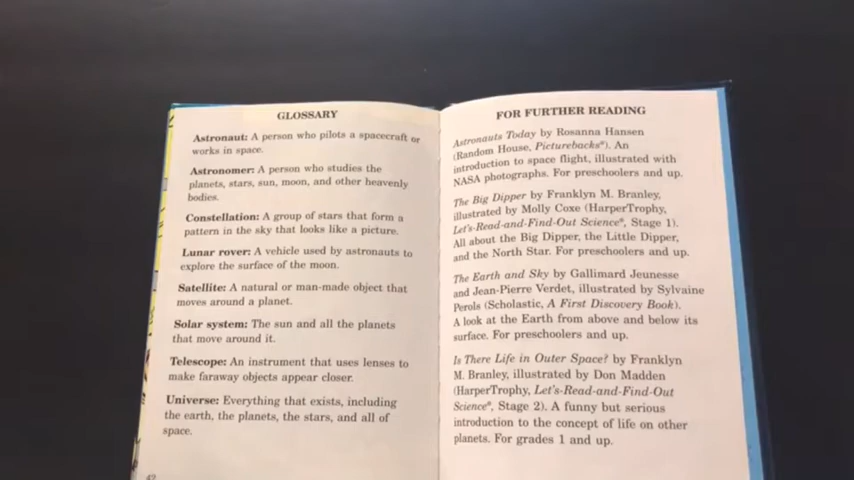 GLOSSARY
Astronaut: A person who pilots a spacecraft or
works in space.
Astronomer: A person who studies the
planets, stars, sun, moon, and other heavenly
bodies.
Constellation: A group of stars that form a
pattern in the sky that looks like a picture.
Lunar rover: A vehicle used by astronauts to
explore the surface of the moon.
Satellite: A natural or man-made object that
moves around a planet.
Solar system: The sun and all the planets
that move around it.
Telescope: An instrument that uses lenses to
make faraway objects appear closer.
Universe: Everything that exists, including
the earth, the planets, the stars, and all of
space.
FOR FURTHER READING
Astronauts Today by Rosanna Hansen
(Random House, Picturebacks®). An
introduction to space flight, illustrated with
NASA photographs. For preschoolers and up.
The Big Dipper by Franklyn M. Branley,
illustrated by Molly Coxe (HarperTrophy,
Let's-Read-and-Find-Out Science®, Stage 1).
All about the Big Dipper, the Little Dipper,
and the North Star. For preschoolers and up.
The Earth and Sky by Gallimard Jeunesse
and Jean-Pierre Verdet, illustrated by Sylvaine
Perols (Scholastic, A First Discovery Book).
A look at the Earth from above and below its
surface. For preschoolers and up.
Is There Life in Outer Space? by Franklyn
M. Branley, illustrated by Don Madden
(HarperTrophy, Let's-Read-and-Find-Out
Science®, Stage 2). A funny but serious
introduction to the concept of life on other
planets. For grades 1 and up.